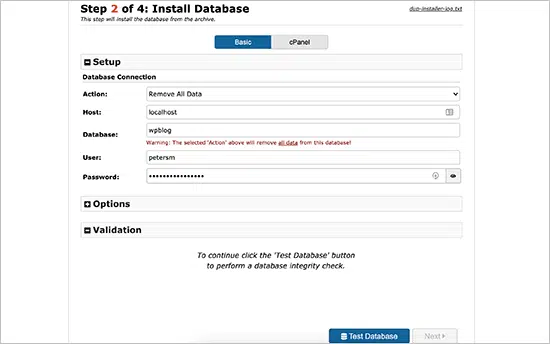 Step 2 of 4: Install Database
dup-installer-log.txt
This step will install the database from the archive.
Basic
cPanel
Setup
Database Connection
Action:
Remove All Data
Host:
localhost
Database:
wpblog
Warning: The selected 'Action' above will remove all data from this database!
User:
petersm
Password:
••••••••••••••••
Options
Validation
To continue click the 'Test Database' button
to perform a database integrity check.
Test Database
Next